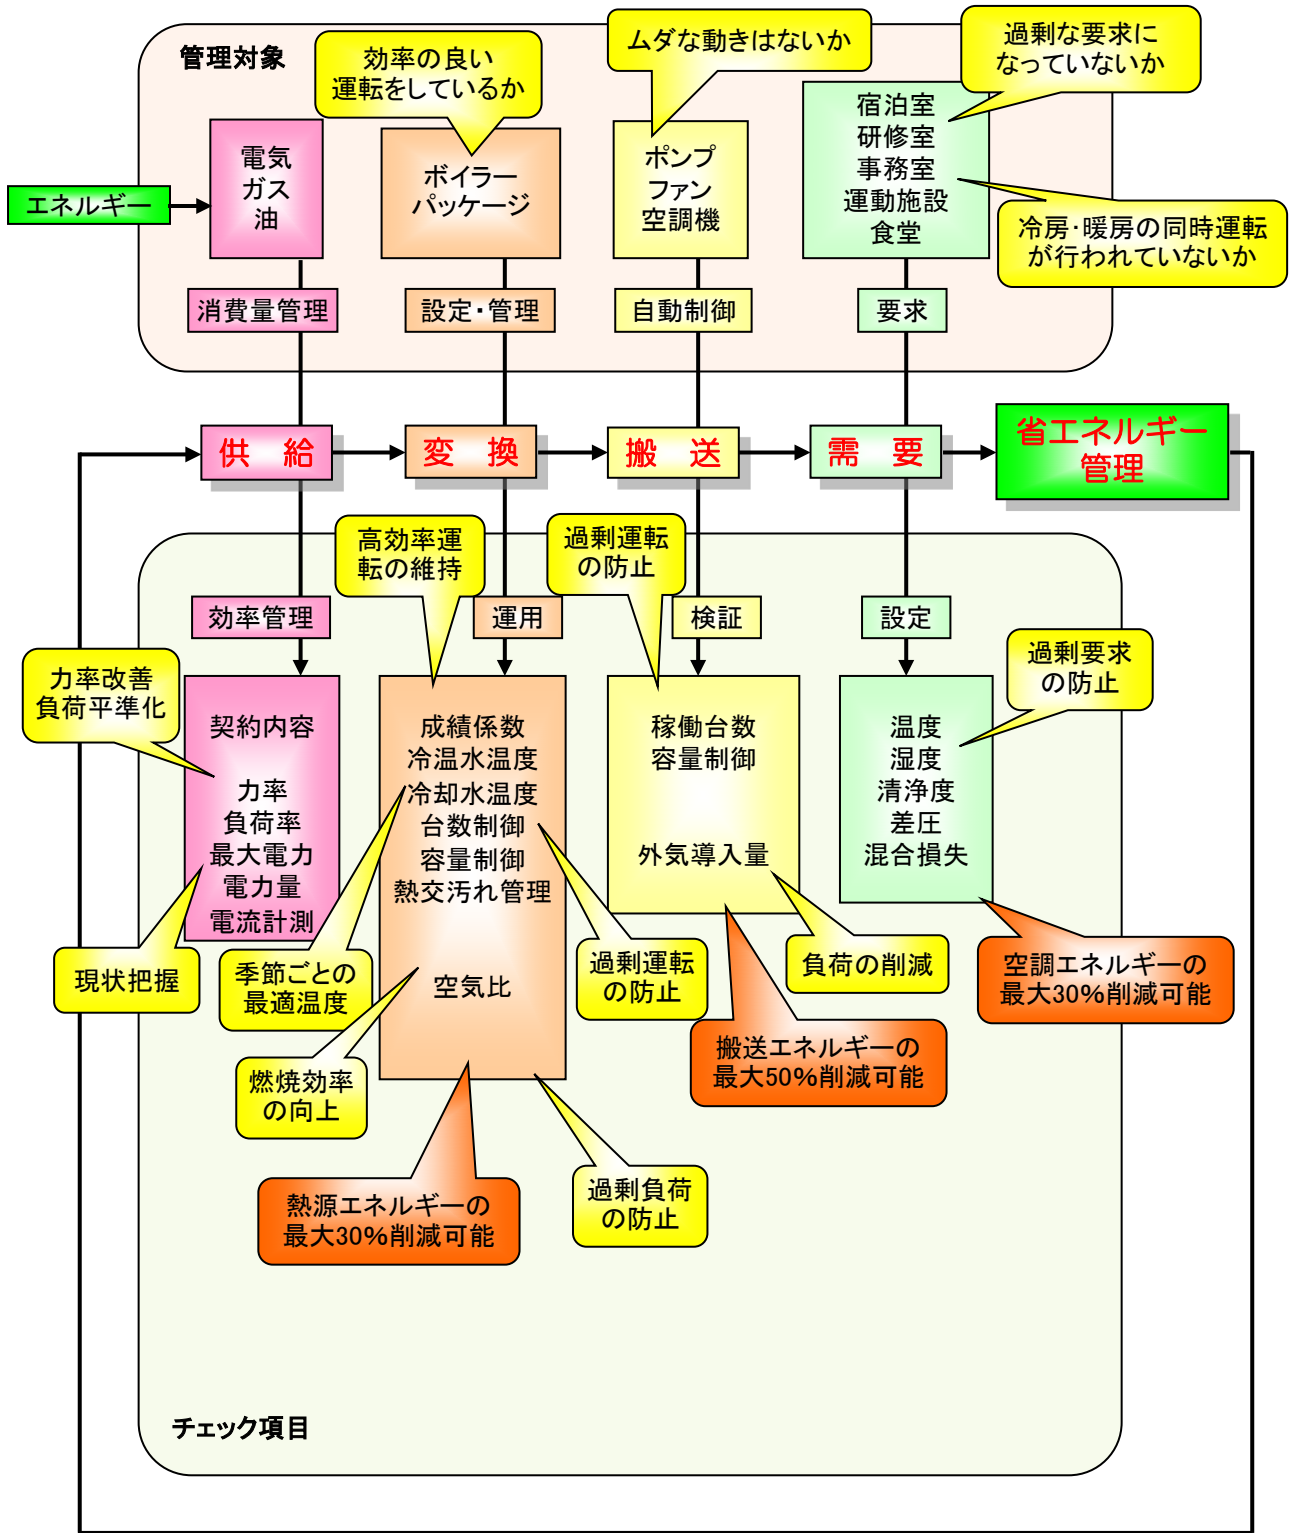 管理対象
効率の良い
運転をしているか
ムダな動きはないか
過剰な要求に
なっていないか
エネルギー
電気
ガス
油
ボイラー
パッケージ
ポンプ
ファン
空調機
宿泊室
研修室
事務室
運動施設
食堂
冷房・暖房の同時運転
が行われていないか
消費量管理
設定・管理
自動制御
要求
供　給
変　換
搬　送
需　要
省エネルギー
管理
高効率運
転の維持
過剰運転
の防止
効率管理
運用
検証
設定
力率改善
負荷平準化
過剰要求
の防止
契約内容
力率
負荷率
最大電力
電力量
電流計測
成績係数
冷温水温度
冷却水温度
台数制御
容量制御
熱交汚れ管理
空気比
稼働台数
容量制御
外気導入量
温度
湿度
清浄度
差圧
混合損失
現状把握
季節ごとの
最適温度
過剰運転
の防止
負荷の削減
空調エネルギーの
最大30%削減可能
燃焼効率
の向上
搬送エネルギーの
最大50%削減可能
熱源エネルギーの
最大30%削減可能
過剰負荷
の防止
チェック項目